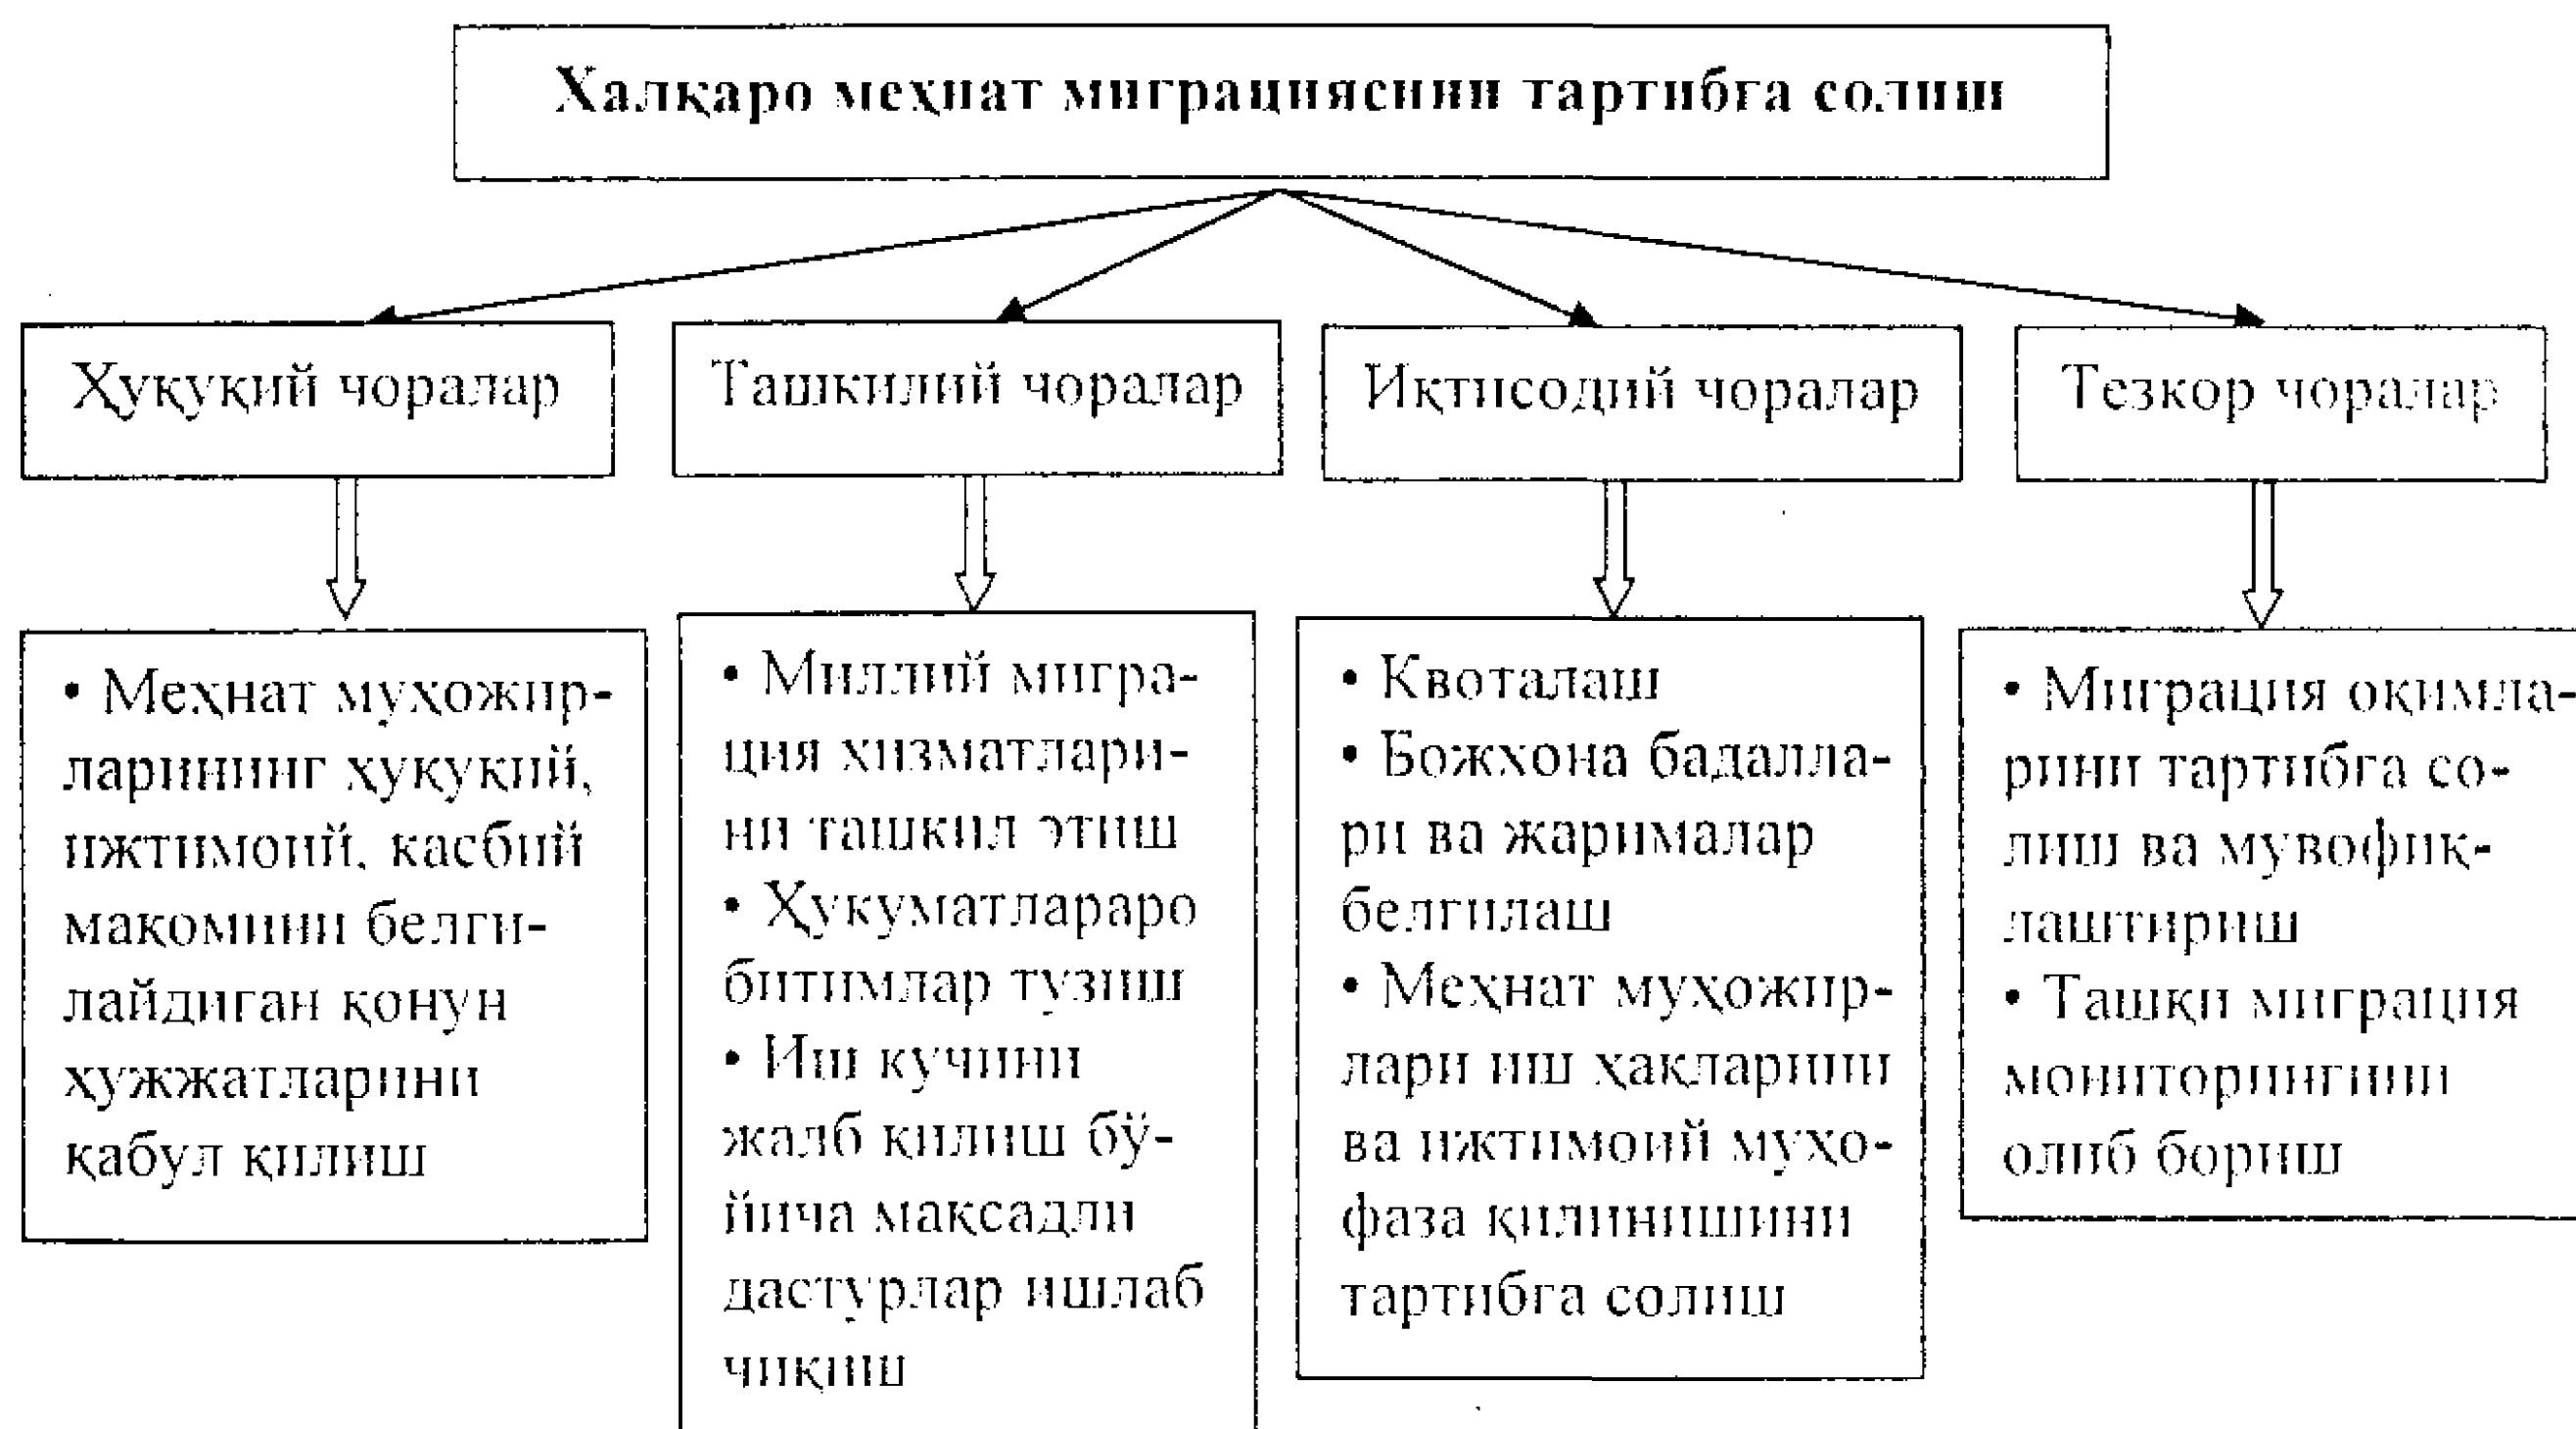 Халқаро меҳнат миграциясини тартибга солиш
Ҳуқуқий чоралар
Ташкилий чоралар
Иқтисодий чоралар
Тезкор чоралар
• Меҳнат муҳожир-
ларининг ҳуқуқий,
ижтимоий, касбий
мақомини белги-
лайдиган қонун
ҳужжатларини
қабул қилиш
• Миллий мигра-
ция хизматлари-
ни ташкил этиш
• Ҳукуматлараро
битимлар тузиш
• Иш кучини
жалб қилиш бў-
йича мақсадли
дастурлар ишлаб
чиқиш
• Квоталаш
• Божхона бадалла-
ри ва жарималар
белгилаш
• Меҳнат муҳожир-
лари иш ҳақларини
ва ижтимоий муҳо-
фаза қилинишини
тартибга солиш
• Миграция оқимла-
рини тартибга со-
лиш ва мувофиқ-
лаштириш
• Ташқи миграция
мониторингини
олиб бориш